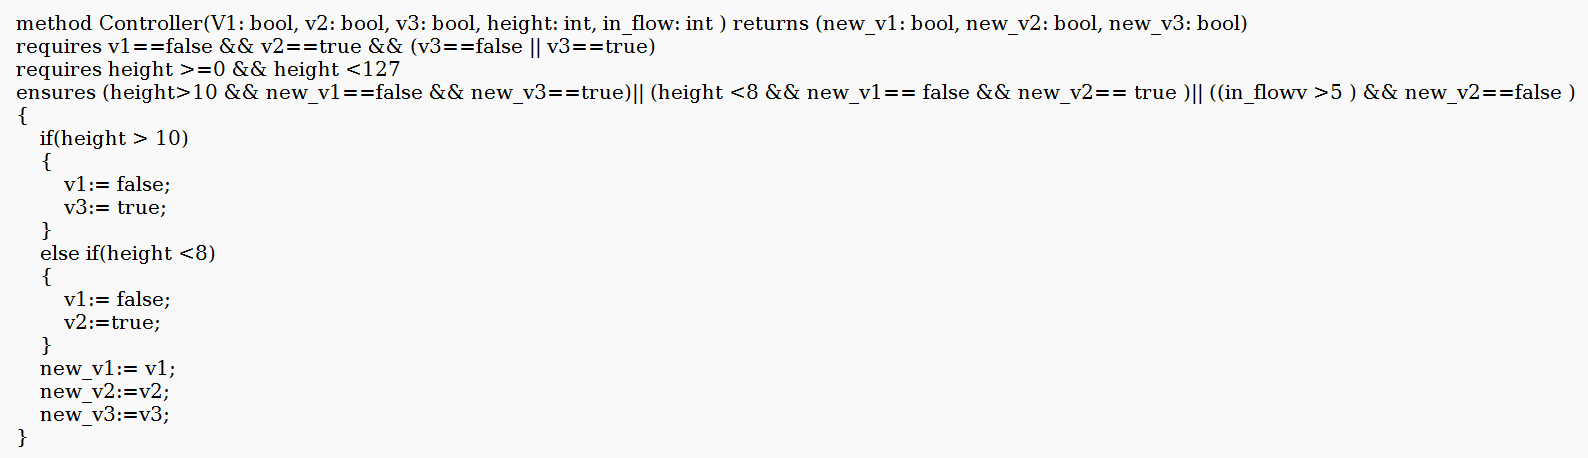 method Controller(V1: bool, v2: bool, v3: bool, height: int, in_flow: int ) returns (new_v1: bool, new_v2: bool, new_v3: bool)
requires v1==false && v2==true && (v3==false || v3==true)
requires height >=0 && height <127
ensures (height>10 && new_v1==false && new_v3==true)|| (height <8 && new_v1== false && new_v2== true )|| ((in_flowv >5 ) && new_v2==false )
{
    if(height > 10)
    {
        v1:= false;
        v3:= true;
    }
    else if(height <8)
    {
        v1:= false;
        v2:=true;
    }
    new_v1:= v1;
    new_v2:=v2;
    new_v3:=v3;
}